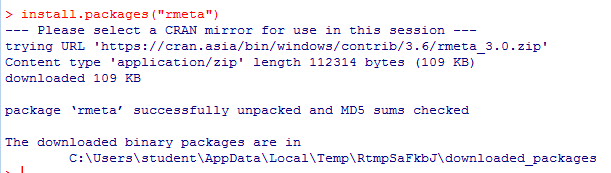 > install.packages("rmeta")
--- Please select a CRAN mirror for use in this session ---
trying URL 'https://cran.asia/bin/windows/contrib/3.6/rmeta_3.0.zip'
Content type 'application/zip' length 112314 bytes (109 KB)
downloaded 109 KB

package ‘rmeta’ successfully unpacked and MD5 sums checked

The downloaded binary packages are in
        C:\Users\student\AppData\Local\Temp\RtmpSaFkbJ\downloaded_packages
>